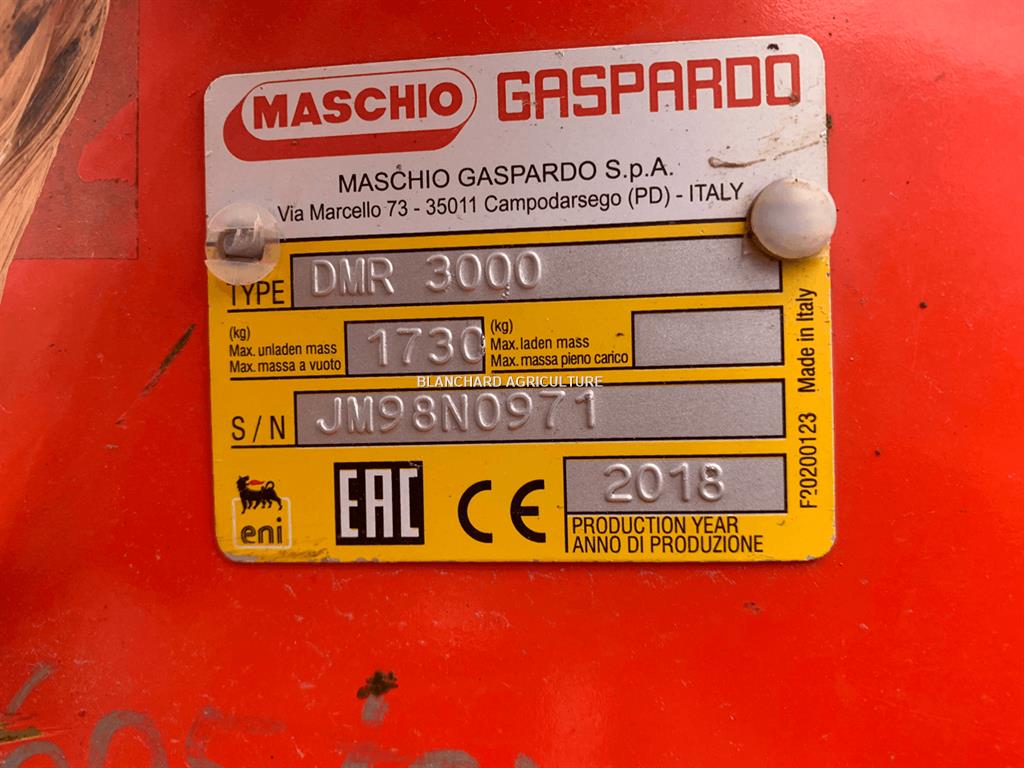 MASCHIO GASPARDO
MASCHIO GASPARDO S.p.A.
Via Marcello 73 - 35011 Campodarsego (PD) - ITALY
TYPE DMR 3000
(kg)
Max. unladen mass
Max. massa a vuoto
1730
(kg)
Max. laden mass
Max. massa pieno carico
BLANCHARD AGRICULTURE
S/N JM98N0971
eni
EAC
CE
2018
PRODUCTION YEAR
ANNO DI PRODUZIONE
F20200123 Made in Italy